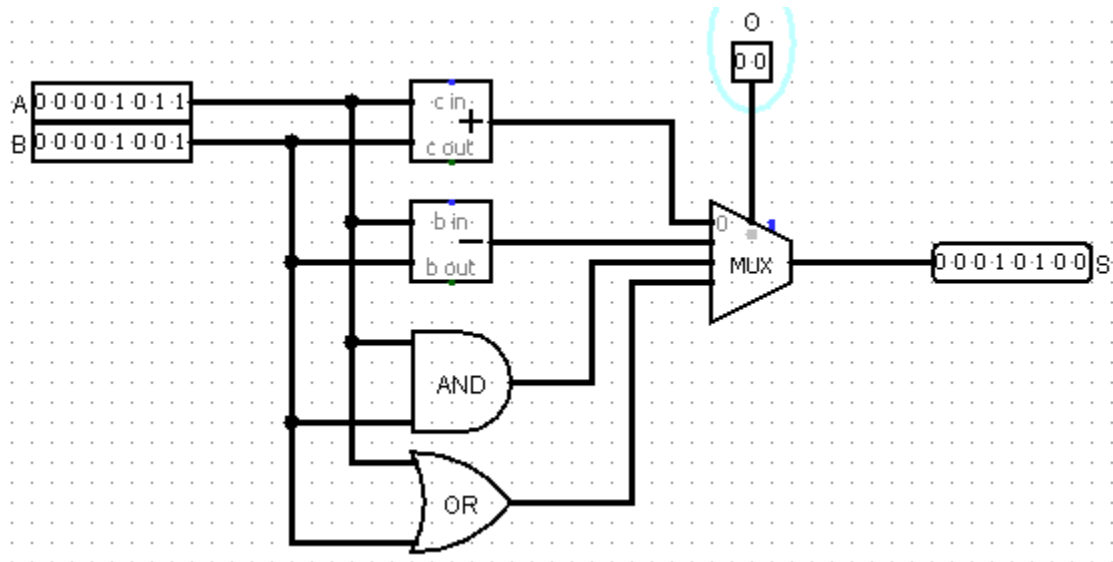 O
0 0
A 0 0 0 0 1 0 1 1
c in
+
B 0 0 0 0 1 0 0 1
c out
b in
0
−
b out
MUX
0 0 0 1 0 1 0 0 S
AND
OR